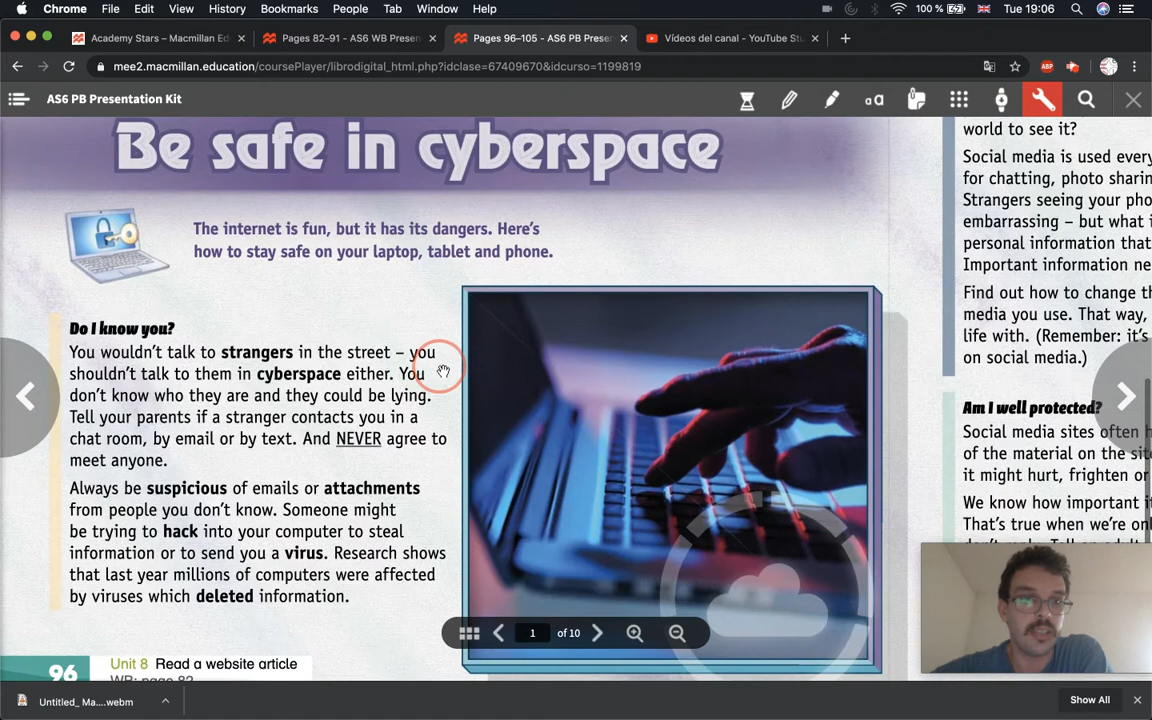 Chrome File Edit View History Bookmarks People Tab Window Help 100 % Tue 19:06
Academy Stars – Macmillan Ed Pages 82–91 - AS6 WB Presen Pages 96–105 - AS6 PB Prese Vídeos del canal - YouTube St
mee2.macmillan.education/coursePlayer/librodigital_html.php?idclase=67409670&idcurso=1199819
AS6 PB Presentation Kit
Be safe in cyberspace
The internet is fun, but it has its dangers. Here's
how to stay safe on your laptop, tablet and phone.
Do I know you?
You wouldn't talk to strangers in the street – you
shouldn't talk to them in cyberspace either. You
don't know who they are and they could be lying.
Tell your parents if a stranger contacts you in a
chat room, by email or by text. And NEVER agree to
meet anyone.
Always be suspicious of emails or attachments
from people you don't know. Someone might
be trying to hack into your computer to steal
information or to send you a virus. Research shows
that last year millions of computers were affected
by viruses which deleted information.
world to see it?
Social media is used every
for chatting, photo sharin
Strangers seeing your pho
embarrassing – but what i
personal information that
Important information ne
Find out how to change th
media you use. That way,
life with. (Remember: it's
on social media.)
Am I well protected?
Social media sites often h
of the material on the sit
it might hurt, frighten or
We know how important i
That's true when we're onl
1 of 10
96 Unit 8 Read a website article
WB: page 82
Untitled_ Ma....webm Show All